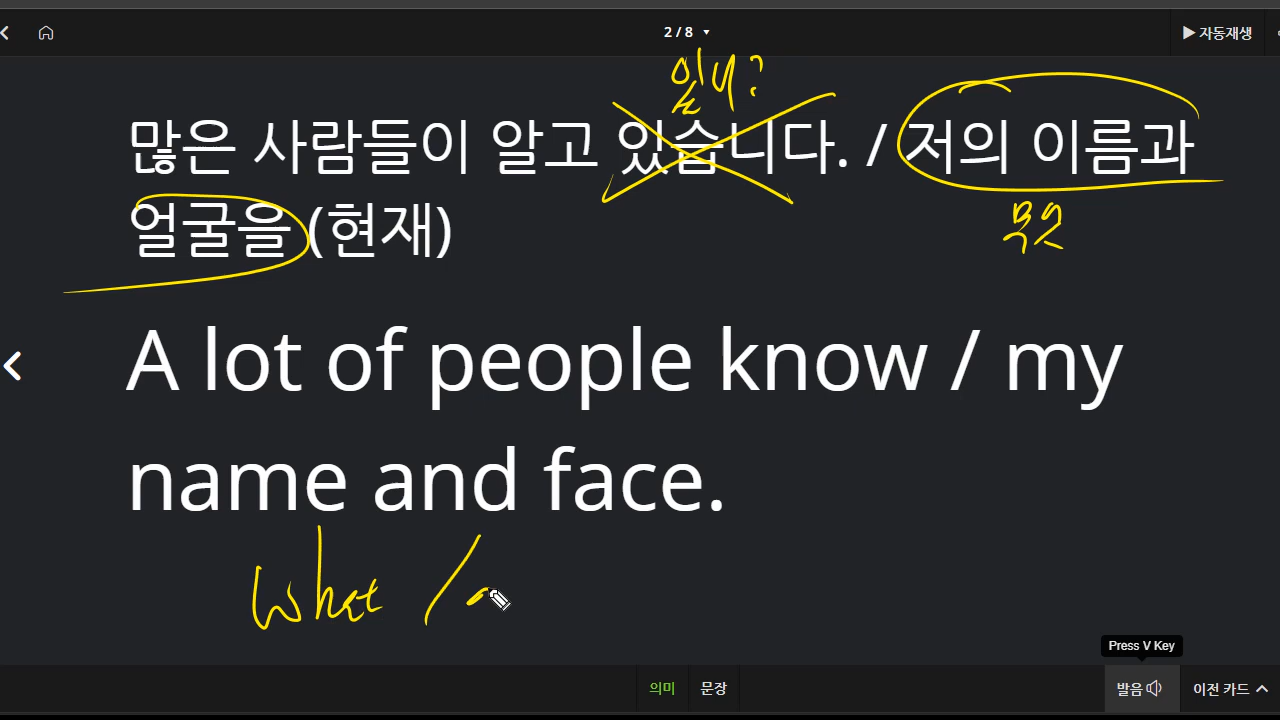 2 / 8
자동재생
있니?
많은 사람들이 알고 있습니다. / 저의 이름과
얼굴을 (현재)
무엇
A lot of people know / my
name and face.
What /
Press V Key
의미
문장
발음
이전 카드